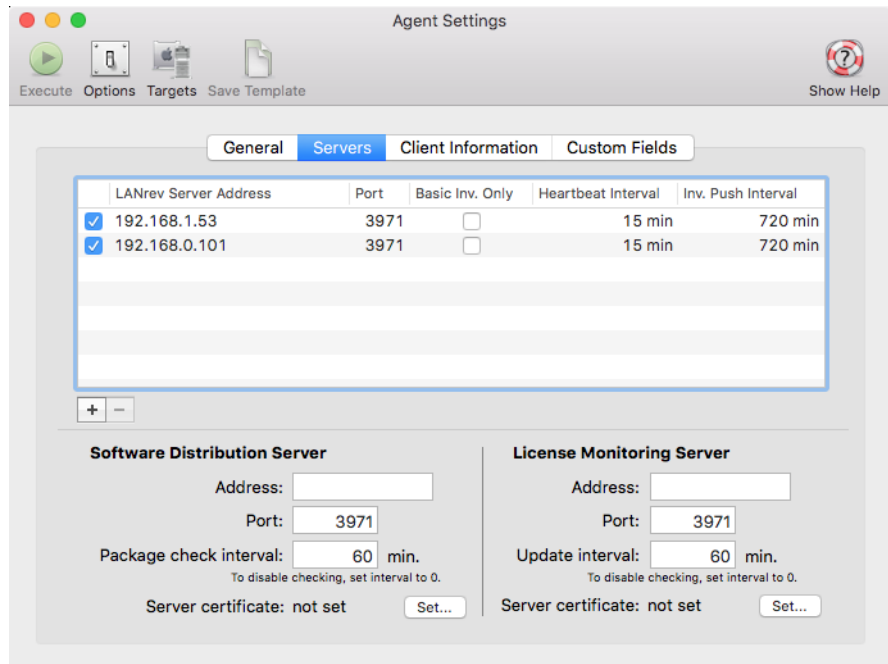 Agent Settings
Execute Options Targets Save Template Show Help
General Servers Client Information Custom Fields
LANrev Server Address Port Basic Inv. Only Heartbeat Interval Inv. Push Interval
192.168.1.53 3971 15 min 720 min
192.168.0.101 3971 15 min 720 min
+ −
Software Distribution Server
Address:
Port: 3971
Package check interval: 60 min.
To disable checking, set interval to 0.
Server certificate: not set Set...
License Monitoring Server
Address:
Port: 3971
Update interval: 60 min.
To disable checking, set interval to 0.
Server certificate: not set Set...